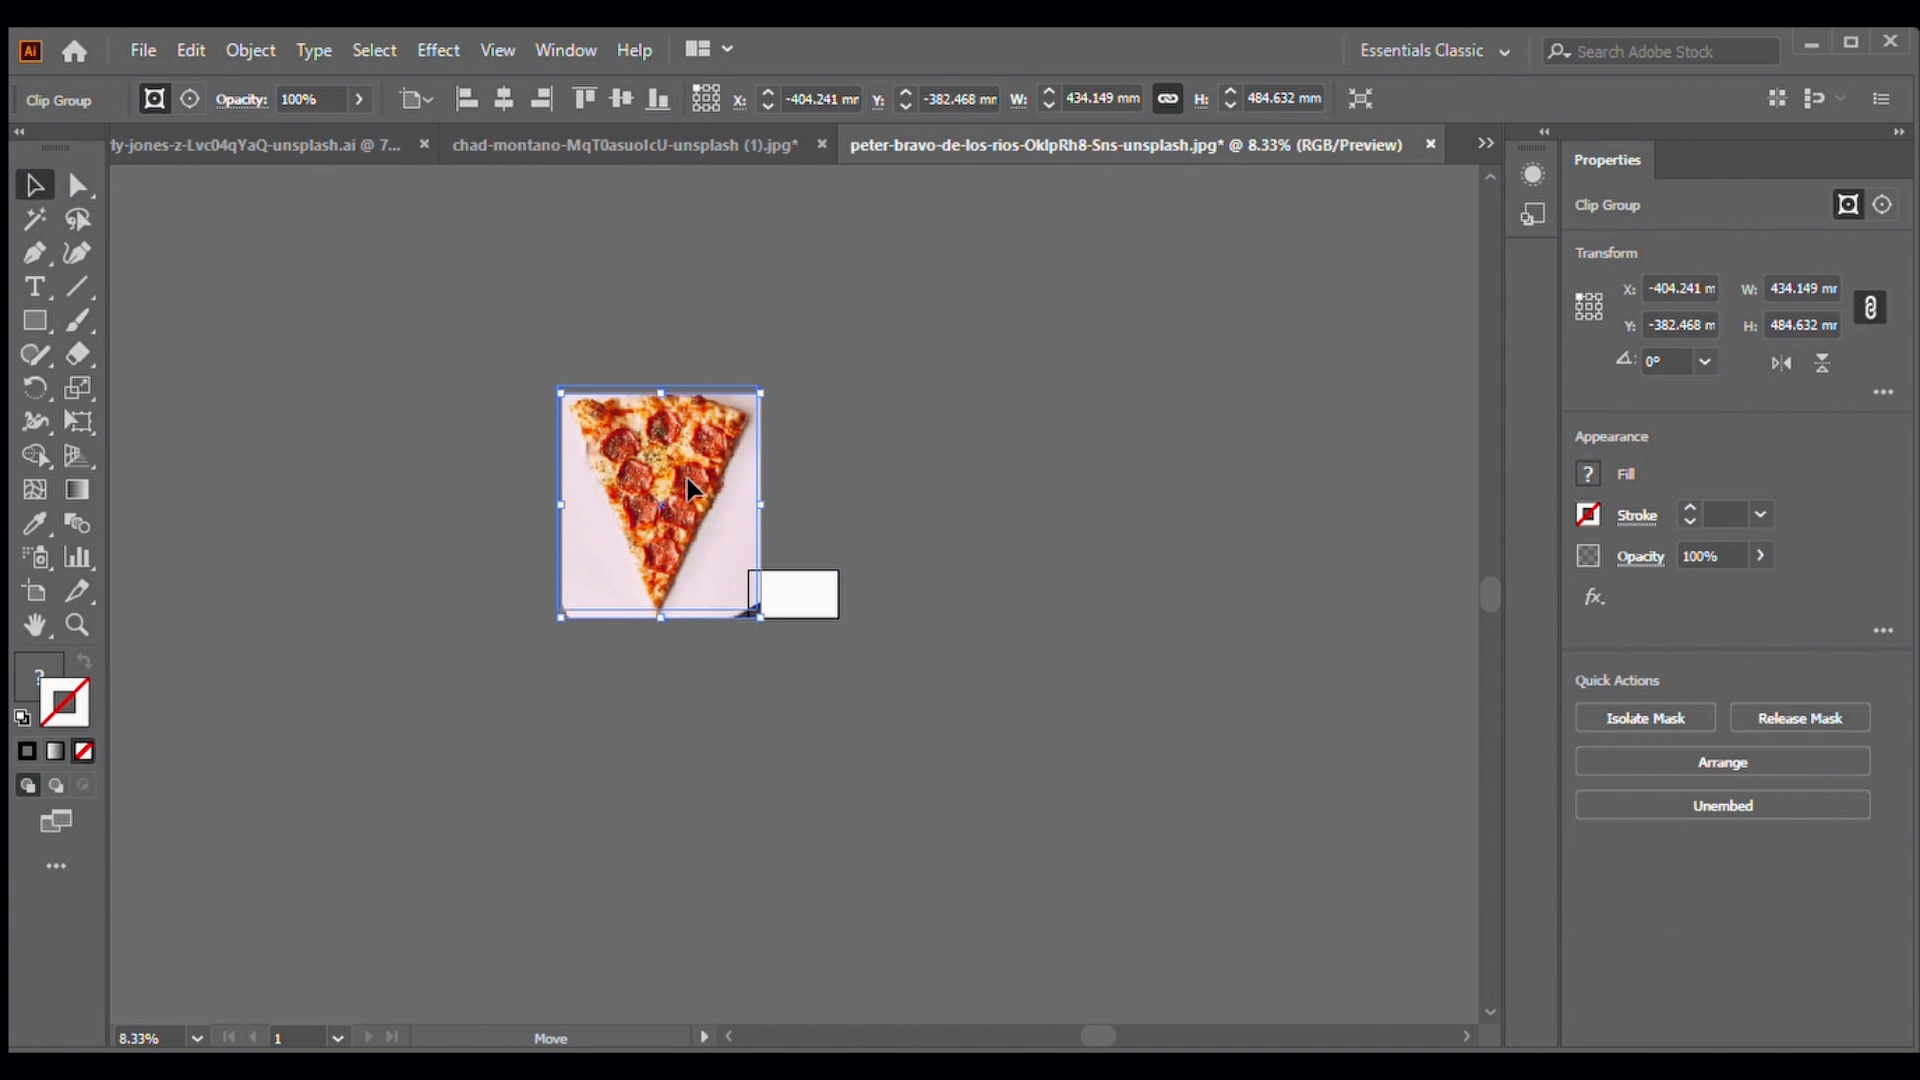 Ai
File Edit Object Type Select Effect View Window Help
Essentials Classic
Search Adobe Stock
Clip Group
Opacity: 100%
X: -404.241 mr
Y: -382.468 mr
W: 434.149 mm
H: 484.632 mm
ly-jones-z-Lvc04qYaQ-unsplash.ai @ 7...
chad-montano-MqT0asuoIcU-unsplash (1).jpg*
peter-bravo-de-los-rios-OklpRh8-Sns-unsplash.jpg* @ 8.33% (RGB/Preview)
Properties
Clip Group
Transform
X: -404.241 m
W: 434.149 mr
Y: -382.468 m
H: 484.632 mr
0°
Appearance
? Fill
Stroke
Opacity 100%
fx.
Quick Actions
Isolate Mask Release Mask
Arrange
Unembed
T
?
8.33% 1 Move